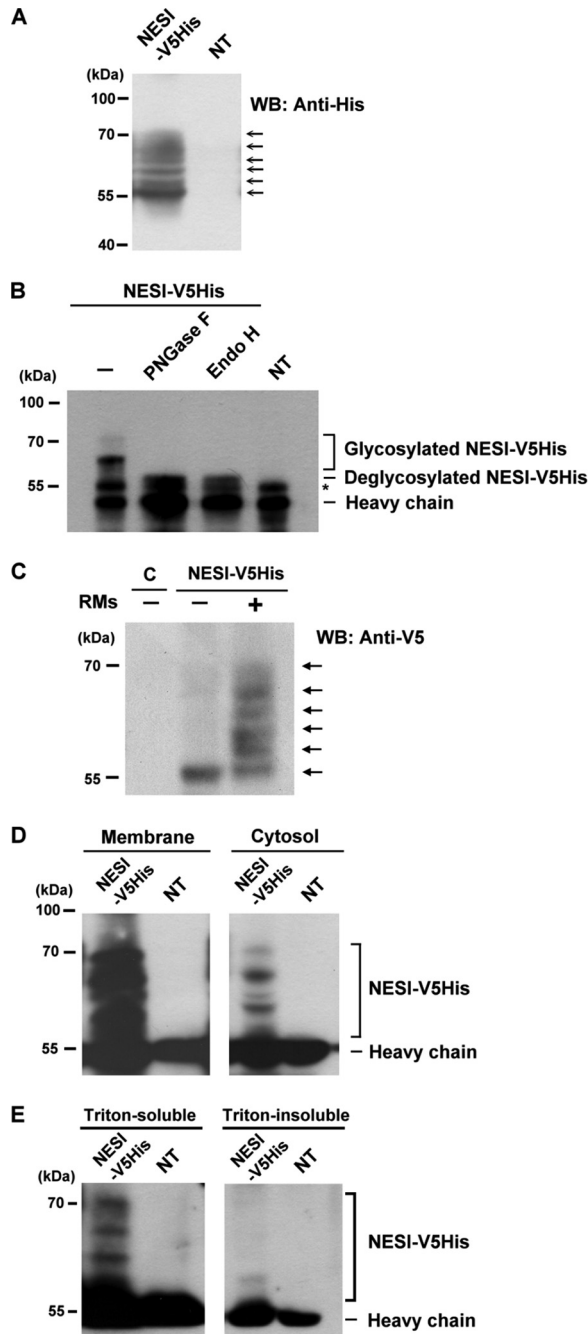 A
NESI
-V5His
NT
(kDa)
100
70
55
40
WB: Anti-His
B
NESI-V5His
–
PNGase F
Endo H
NT
(kDa)
100
70
55
Glycosylated NESI-V5His
Deglycosylated NESI-V5His
*
Heavy chain
C
C NESI-V5His
RMs – – +
(kDa)
70
55
WB: Anti-V5
D
Membrane Cytosol
NESI
-V5His
NT
NESI
-V5His
NT
(kDa)
100
70
55
NESI-V5His
Heavy chain
E
Triton-soluble Triton-insoluble
NESI
-V5His
NT
NESI
-V5His
NT
(kDa)
70
55
NESI-V5His
Heavy chain